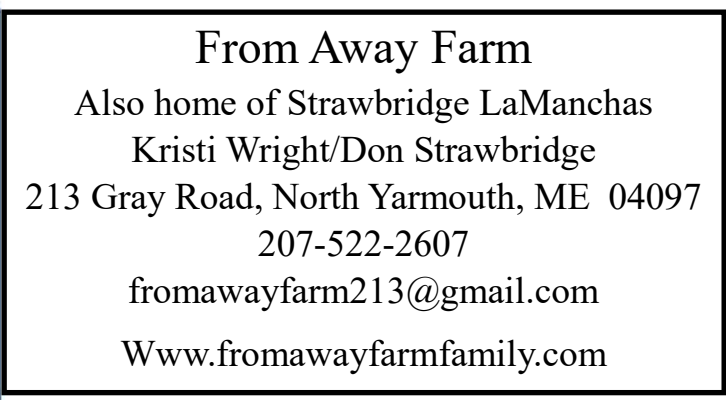 From Away Farm
Also home of Strawbridge LaManchas
Kristi Wright/Don Strawbridge
213 Gray Road, North Yarmouth, ME  04097
207-522-2607
fromawayfarm213@gmail.com
Www.fromawayfarmfamily.com